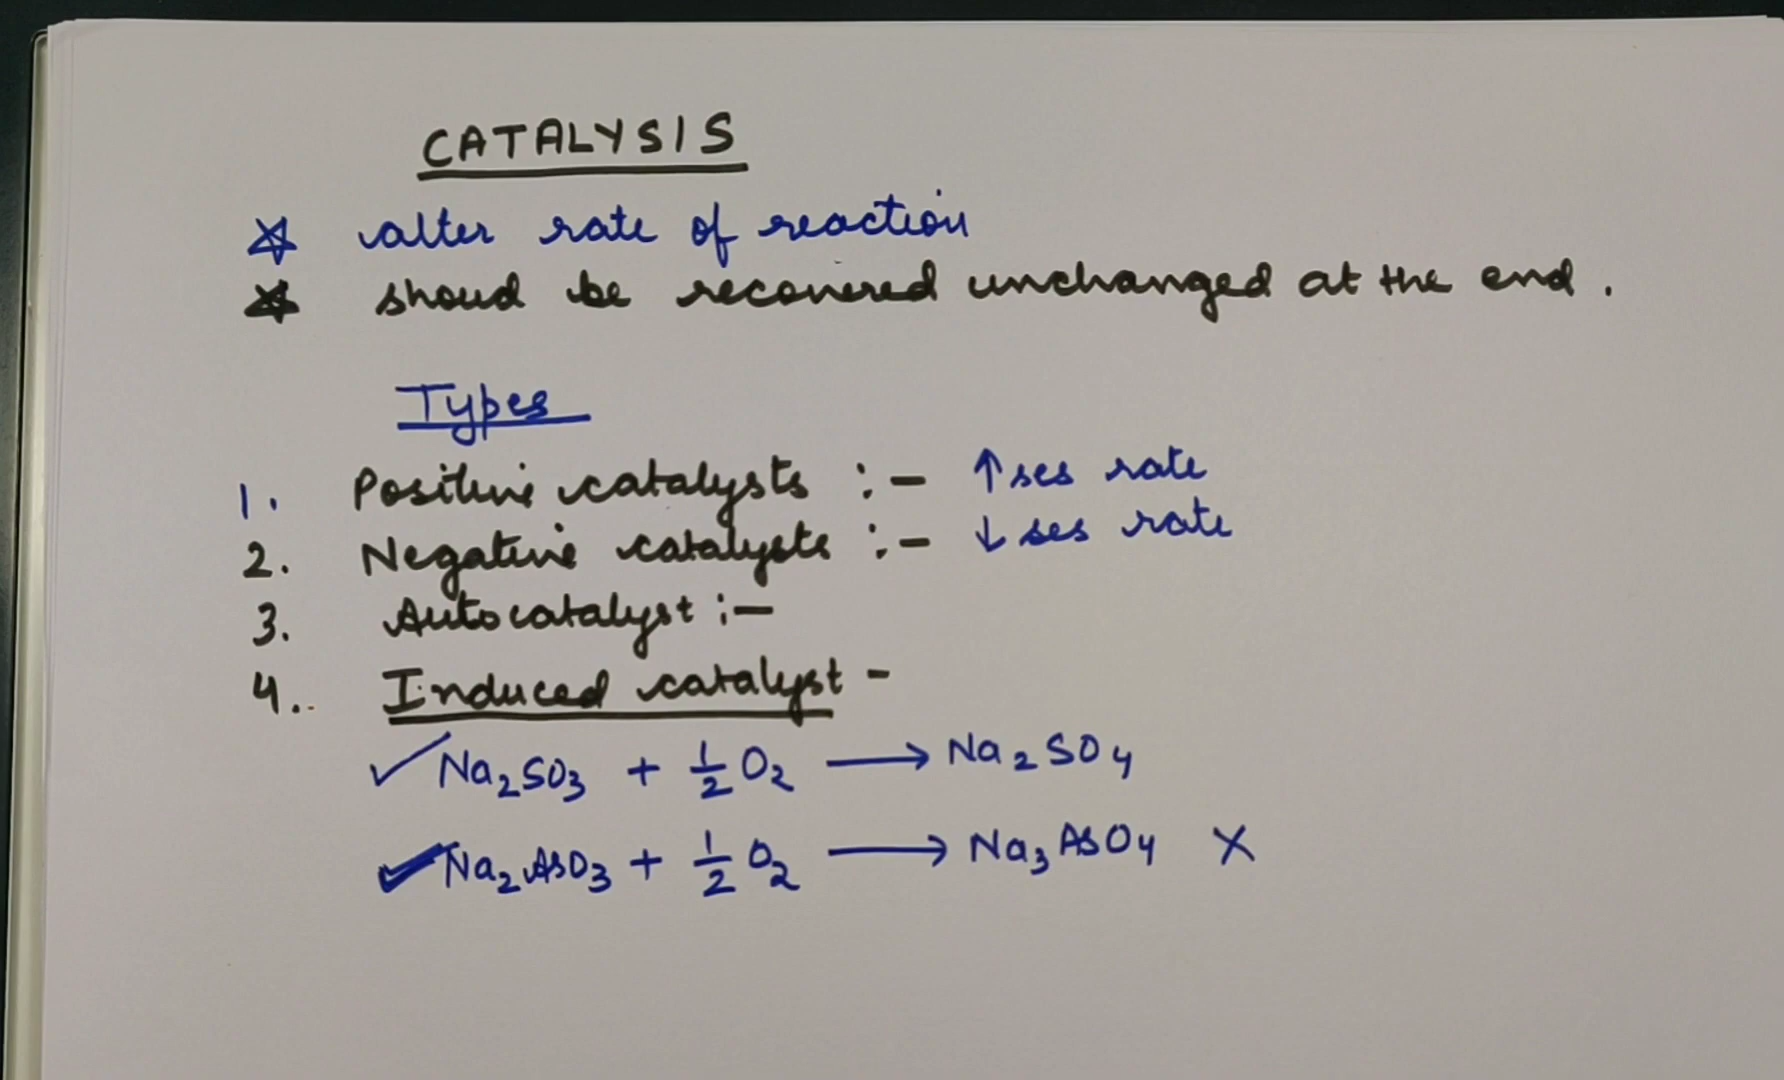 CATALYSIS
☆ alter rate of reaction
☆ shoud be recovered unchanged at the end.
Types
1. Positive catalysts :- ↑ses rate
2. Negative catalysts :- ↓ses rate
3. Autocatalyst :-
4. Induced catalyst -
✓ Na₂SO₃ + ½ O₂ ⟶ Na₂SO₄
✓ Na₂AsO₃ + ½ O₂ ⟶ Na₃AsO₄ X